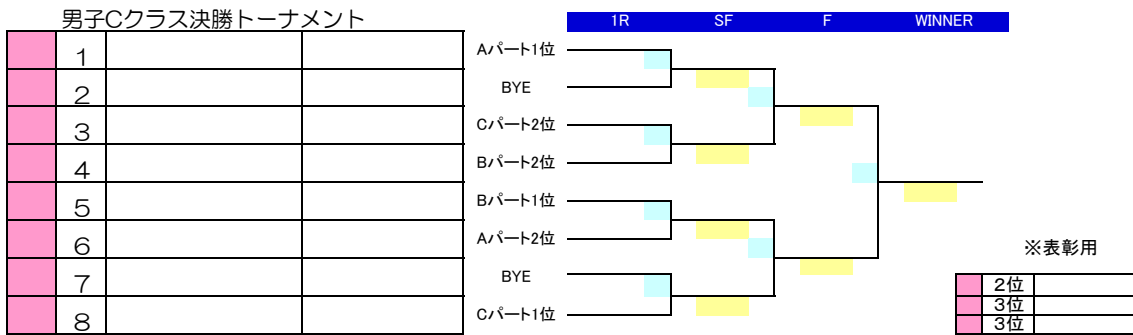 男子Cクラス決勝トーナメント
1R SF F WINNER
1 Aパート1位
2 BYE
3 Cパート2位
4 Bパート2位
5 Bパート1位
6 Aパート2位
7 BYE
8 Cパート1位
※表彰用
2位
3位
3位